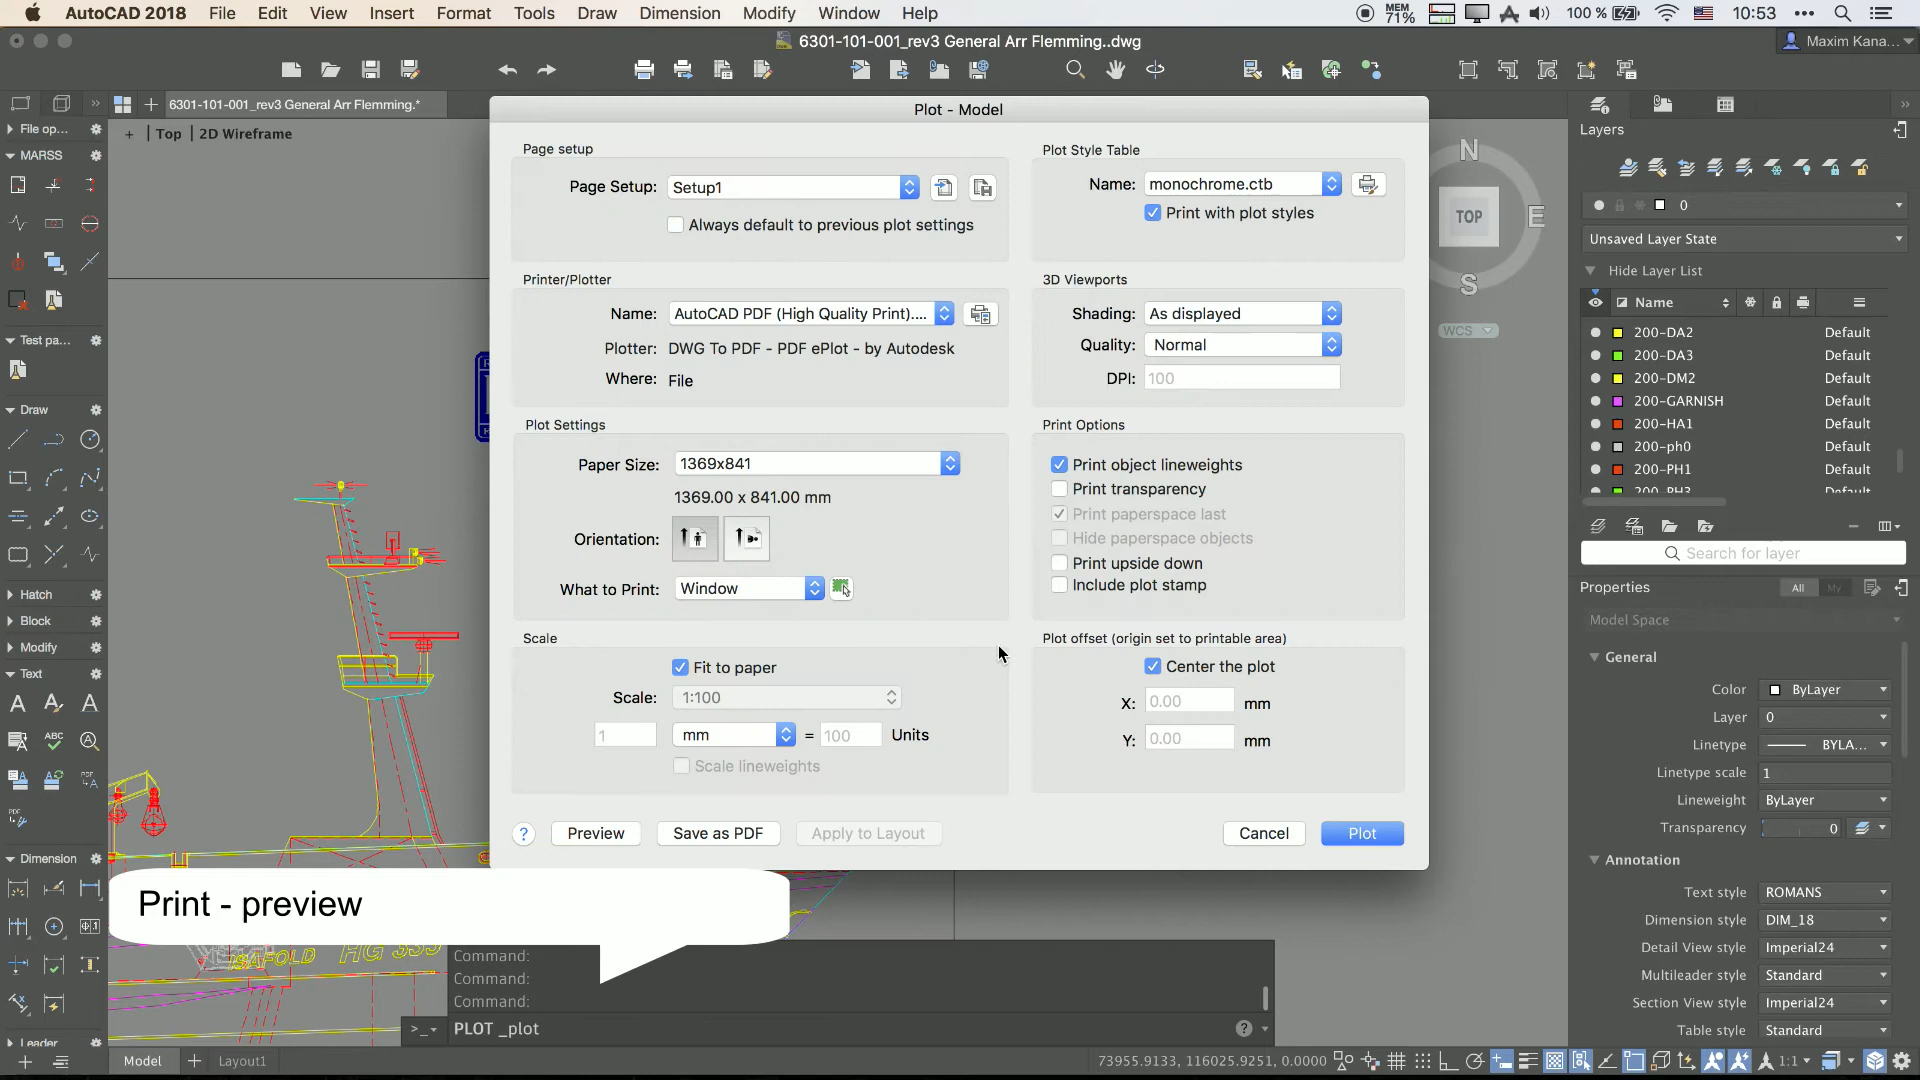 AutoCAD 2018 File Edit View Insert Format Tools Draw Dimension Modify Window Help MEM 71% 100 % 10:53
6301-101-001_rev3 General Arr Flemming..dwg
Maxim Kana...
6301-101-001_rev3 General Arr Flemming.*
Plot - Model
File op...
+ Top 2D Wireframe
MARSS
Test pa...
Draw
Hatch
Block
Modify
Text
Dimension
Leader
Page setup
Page Setup: Setup1
Always default to previous plot settings
Printer/Plotter
Name: AutoCAD PDF (High Quality Print)....
Plotter: DWG To PDF - PDF ePlot - by Autodesk
Where: File
Plot Settings
Paper Size: 1369x841
1369.00 x 841.00 mm
Orientation:
What to Print: Window
Scale
Fit to paper
Scale: 1:100
1 mm = 100 Units
Scale lineweights
Plot Style Table
Name: monochrome.ctb
Print with plot styles
3D Viewports
Shading: As displayed
Quality: Normal
DPI: 100
Print Options
Print object lineweights
Print transparency
Print paperspace last
Hide paperspace objects
Print upside down
Include plot stamp
Plot offset (origin set to printable area)
Center the plot
X: 0.00 mm
Y: 0.00 mm
? Preview Save as PDF Apply to Layout Cancel Plot
N
TOP E
S
WCS
Layers
0
Unsaved Layer State
Hide Layer List
Name
200-DA2 Default
200-DA3 Default
200-DM2 Default
200-GARNISH Default
200-HA1 Default
200-ph0 Default
200-PH1 Default
200-PH3 Default
Search for layer
Properties All My
Model Space
General
Color ByLayer
Layer 0
Linetype BYLA...
Linetype scale 1
Lineweight ByLayer
Transparency 0
Annotation
Text style ROMANS
Dimension style DIM_18
Detail View style Imperial24
Multileader style Standard
Section View style Imperial24
Table style Standard
Print - preview
HG 355
Command:
Command:
Command:
>_ PLOT _plot
Model Layout1
73955.9133, 116025.9251, 0.0000 1:1